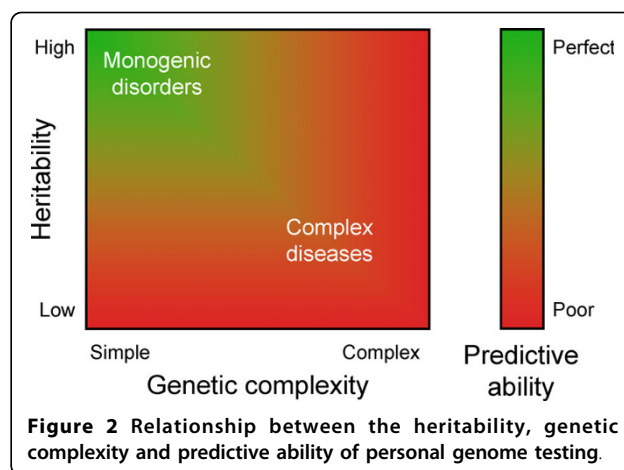 High
Monogenic
disorders
Perfect
Heritability
Complex
diseases
Low
Poor
Simple
Complex
Predictive
ability
Genetic complexity
Figure 2 Relationship between the heritability, genetic
complexity and predictive ability of personal genome testing.